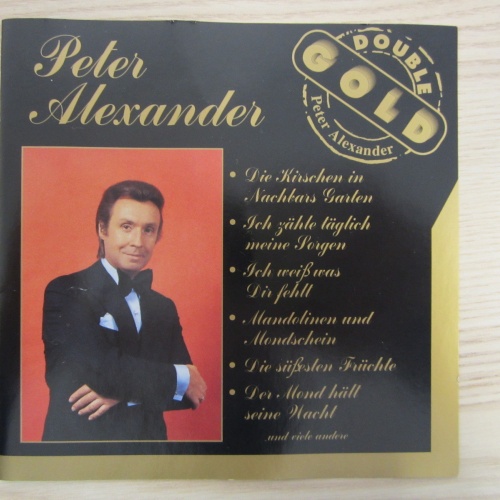 Peter
Alexander
DOUBLE
GOLD
Peter Alexander
• Die Kirschen in
Nachbars Garten
• Ich zähle täglich
meine Sorgen
• Ich weiß was
Dir fehlt
• Mandolinen und
Mondschein
• Die süßesten Früchte
• Der Mond hält
seine Wacht
...und viele andere